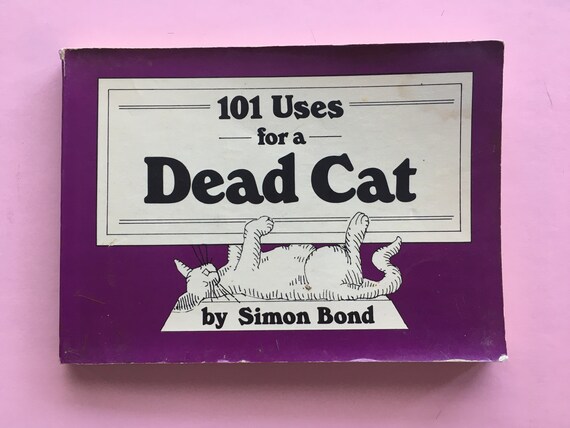 101 Uses
for a
Dead Cat
by Simon Bond